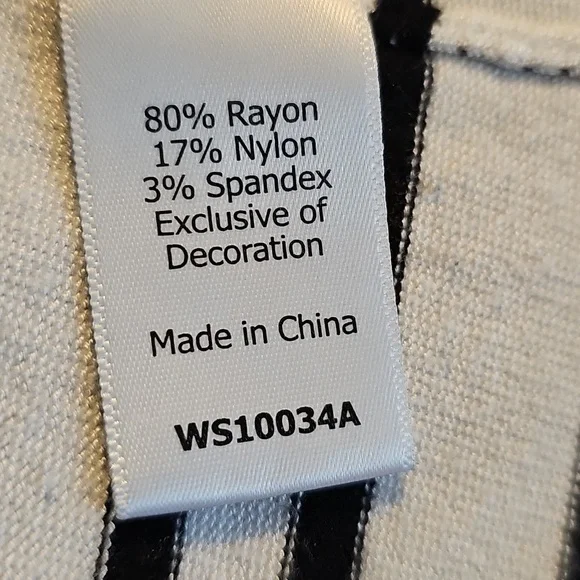 80% Rayon
17% Nylon
3% Spandex
Exclusive of
Decoration
Made in China
WS10034A